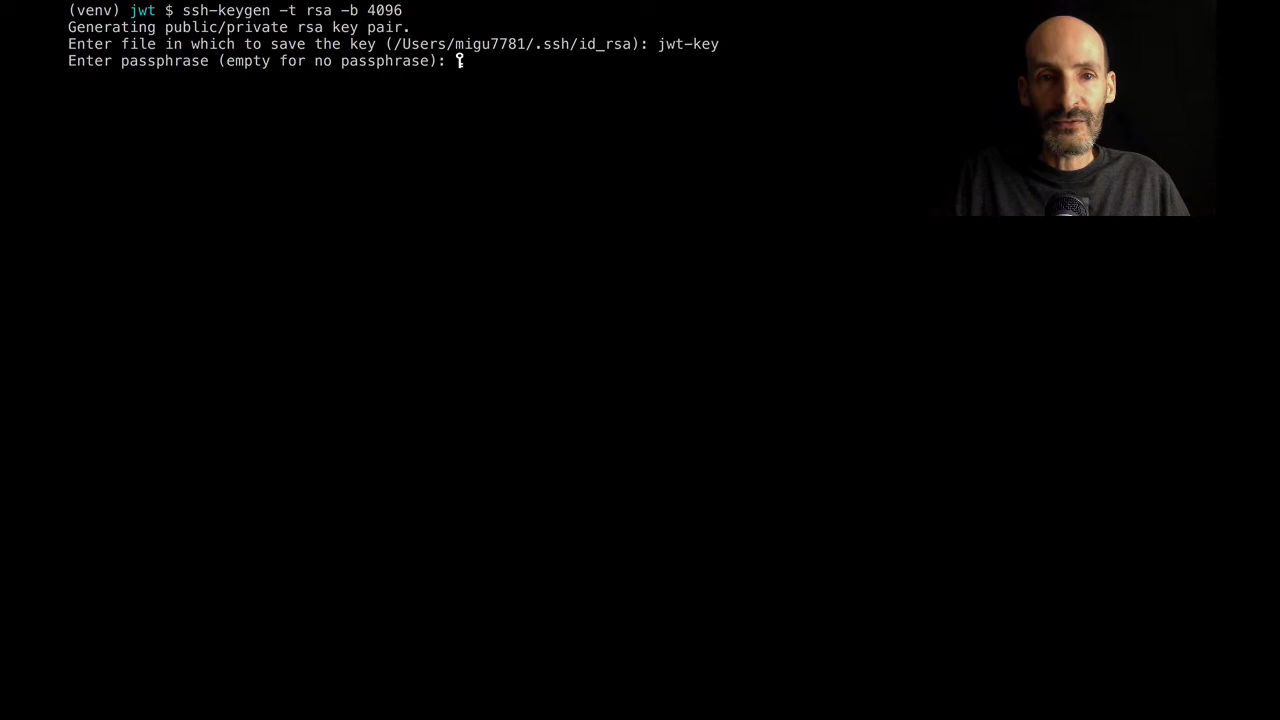 (venv) jwt $ ssh-keygen -t rsa -b 4096
Generating public/private rsa key pair.
Enter file in which to save the key (/Users/migu7781/.ssh/id_rsa): jwt-key
Enter passphrase (empty for no passphrase):